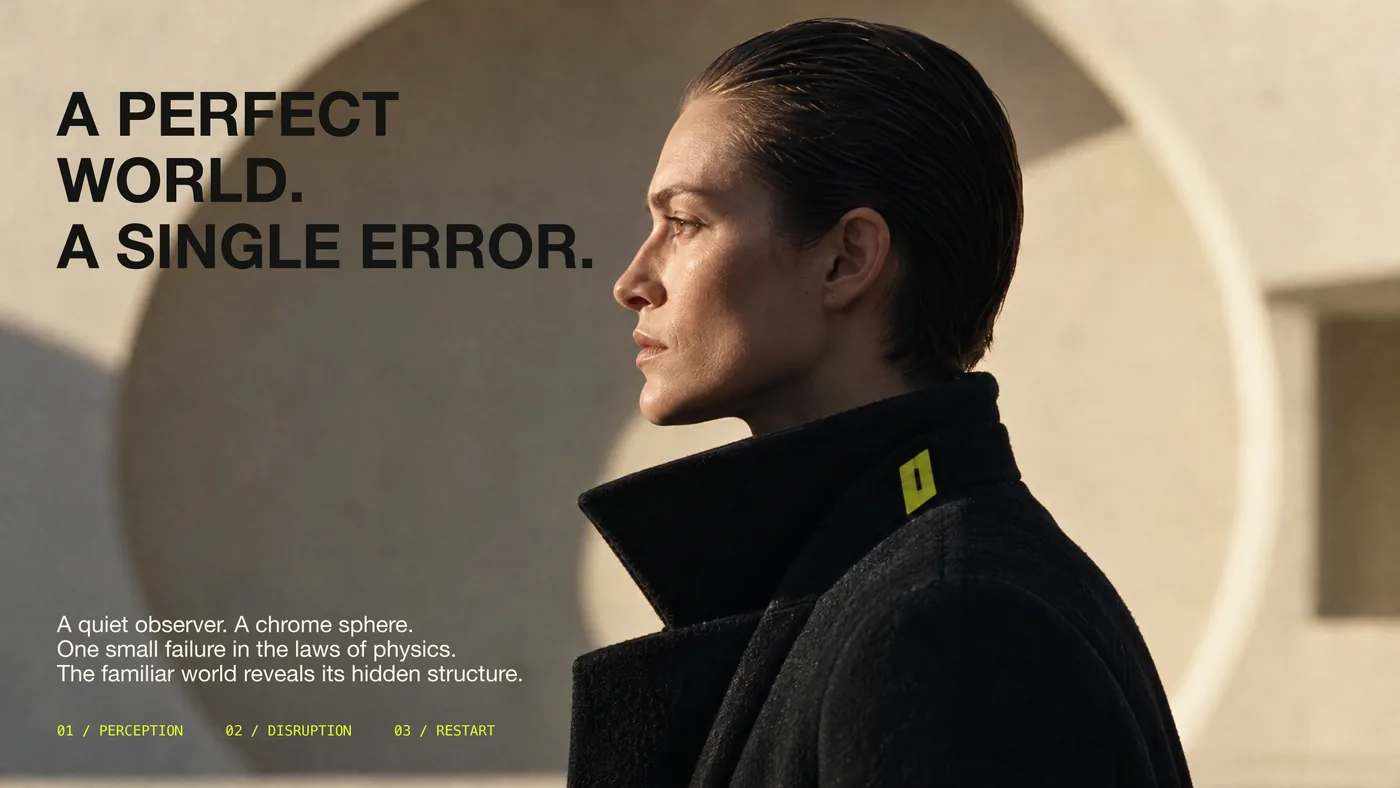 A PERFECT
WORLD.
A SINGLE ERROR.
A quiet observer. A chrome sphere.
One small failure in the laws of physics.
The familiar world reveals its hidden structure.
01 / PERCEPTION 02 / DISRUPTION 03 / RESTART